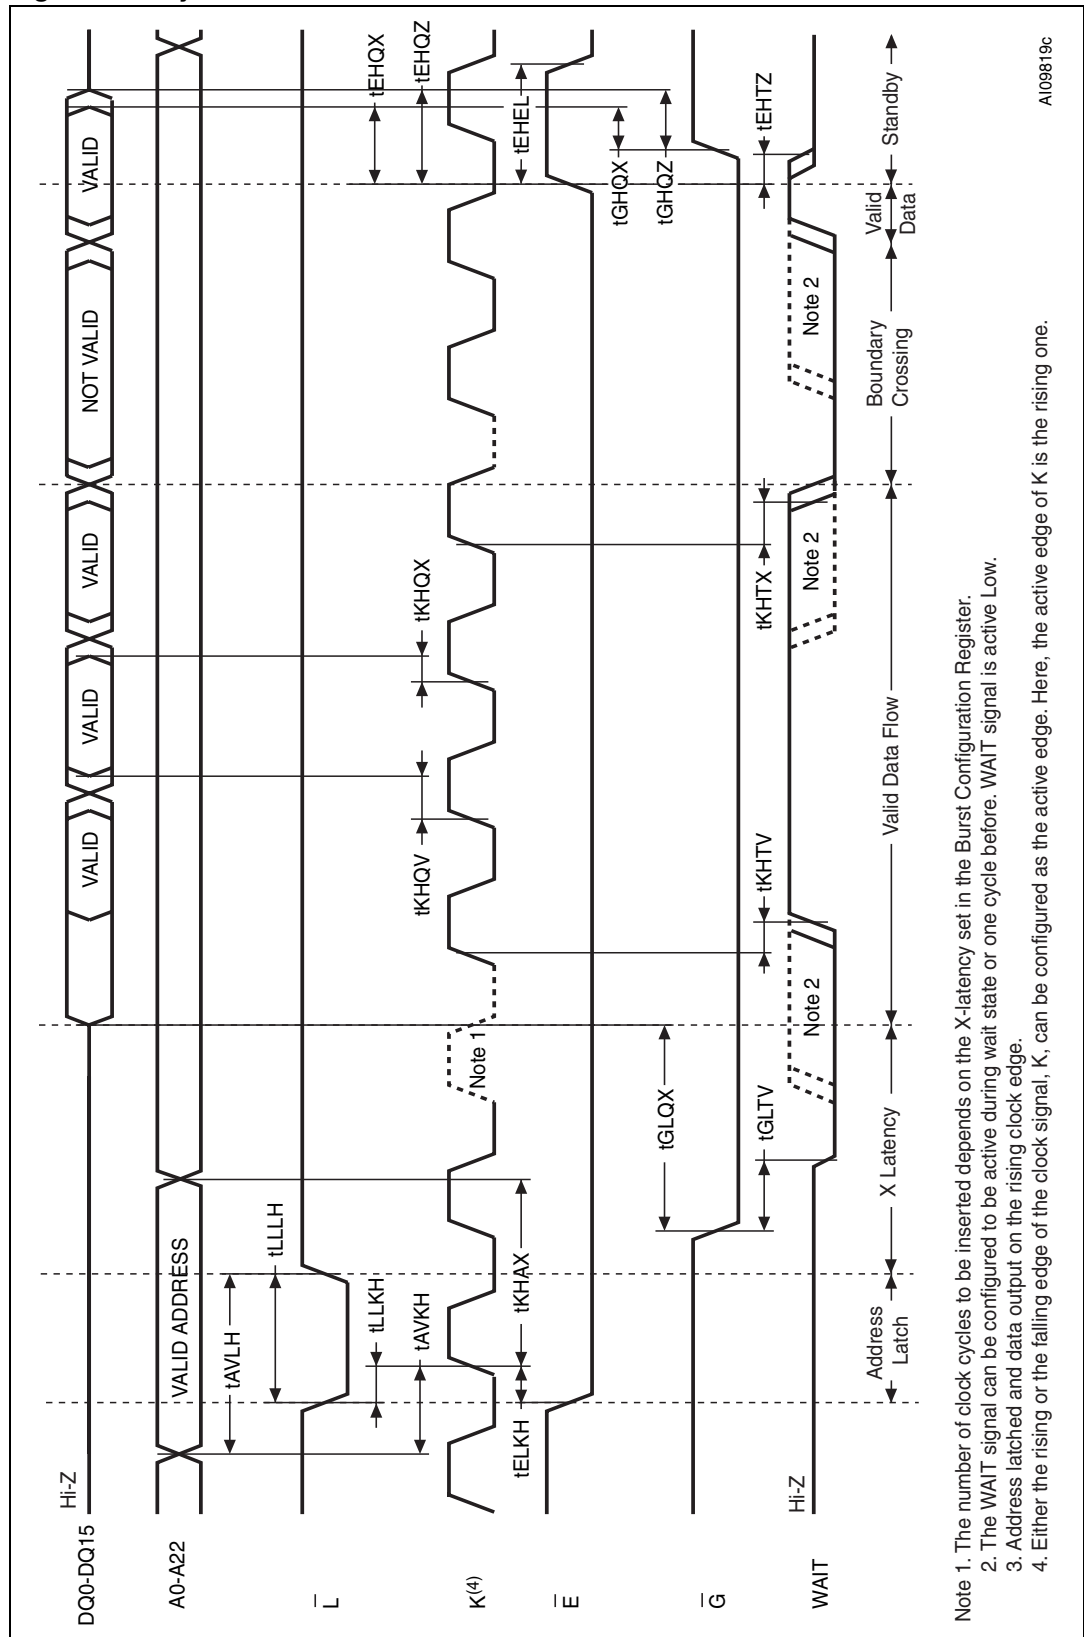 DQ0-DQ15
Hi-Z
VALID
VALID
VALID
NOT VALID
VALID
A0-A22
VALID ADDRESS
tAVLH
tLLLH
L
tLLKH
tAVKH
tKHQV
tKHQX
tEHQX
tEHQZ
K(4)
Note 1
tELKH
tKHAX
tEHEL
E
tGLQX
tGHQX
tGHQZ
G
tGLTV
tKHTV
tKHTX
tEHTZ
WAIT
Hi-Z
Note 2
Note 2
Note 2
Address
Latch
X Latency
Valid Data Flow
Boundary
Crossing
Valid
Data
Standby
Note 1. The number of clock cycles to be inserted depends on the X-latency set in the Burst Configuration Register.
2. The WAIT signal can be configured to be active during wait state or one cycle before. WAIT signal is active Low.
3. Address latched and data output on the rising clock edge.
4. Either the rising or the falling edge of the clock signal, K, can be configured as the active edge. Here, the active edge of K is the rising one.
AI09819c